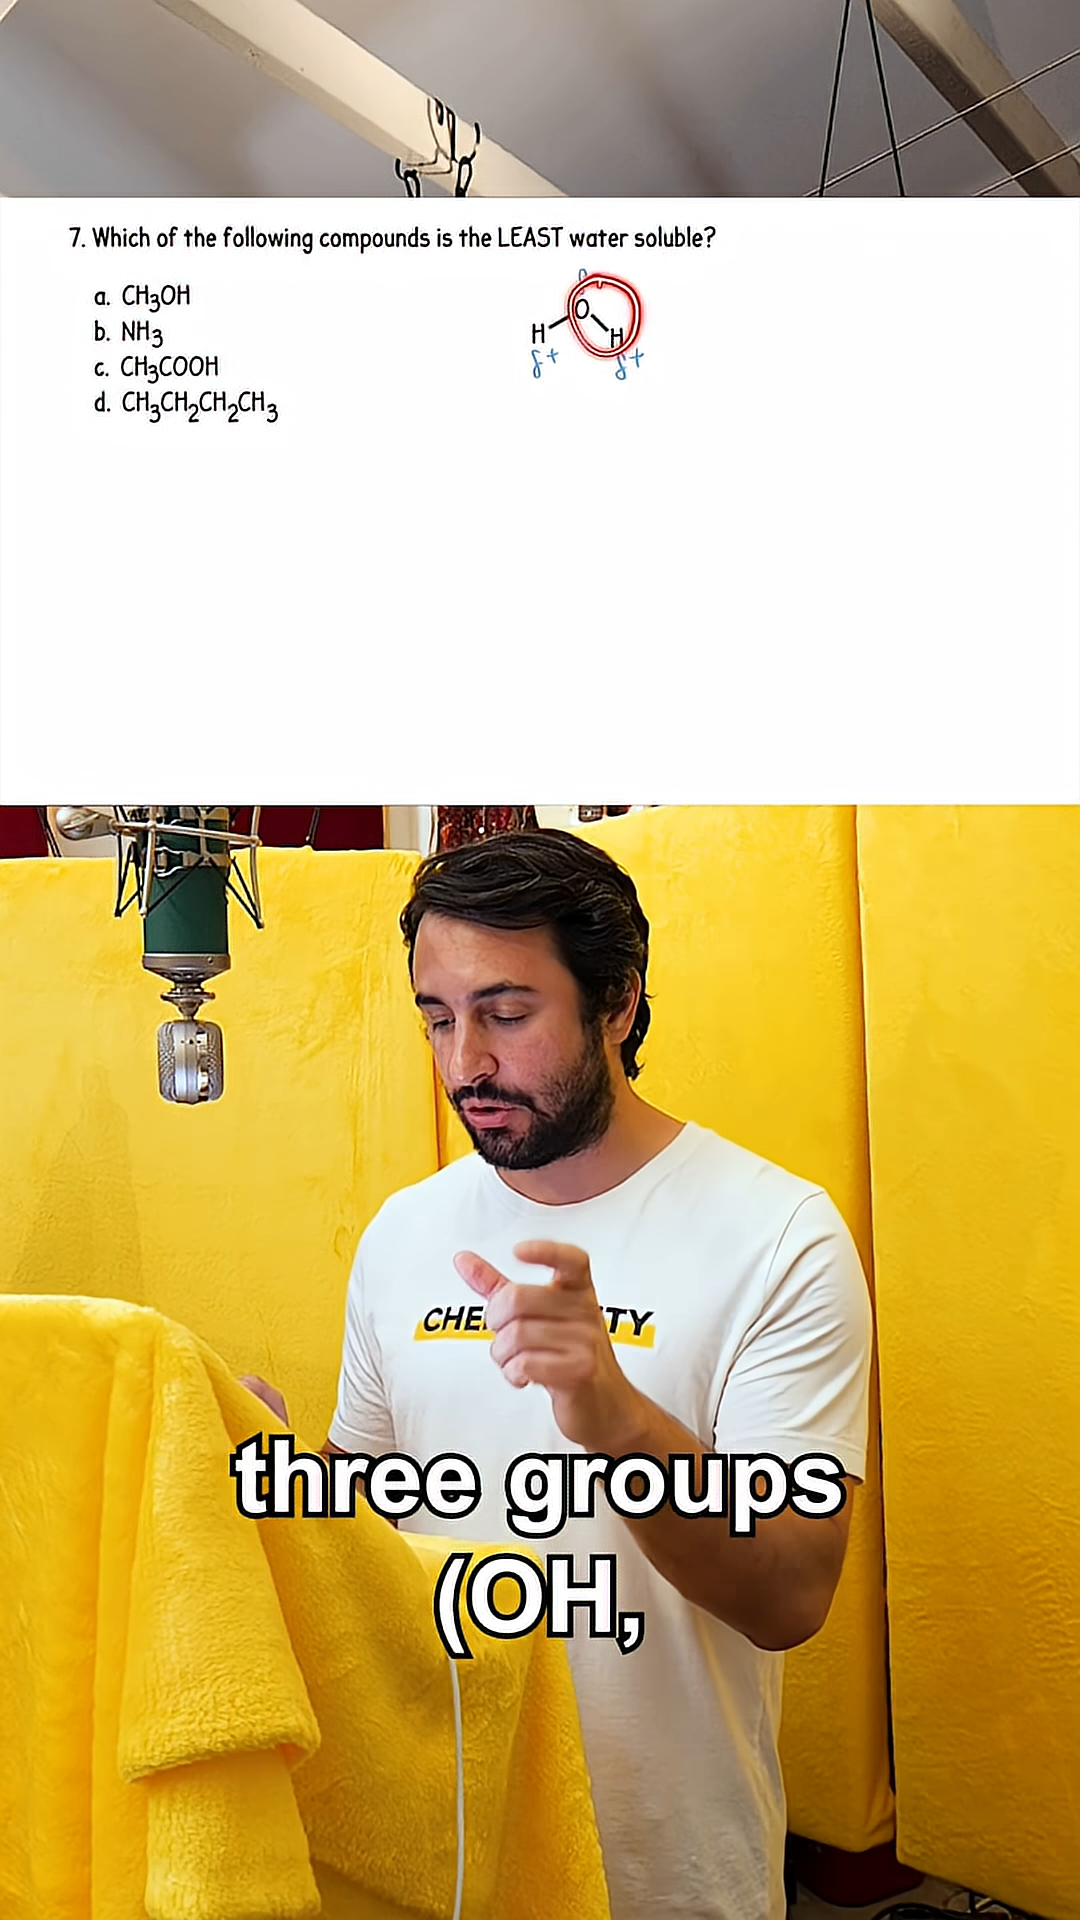 7. Which of the following compounds is the LEAST water soluble?
a. CH₃OH
b. NH₃
c. CH₃COOH
d. CH₃CH₂CH₂CH₃
O
H H
δ+ δ+
CHE TY
three groups
(OH,